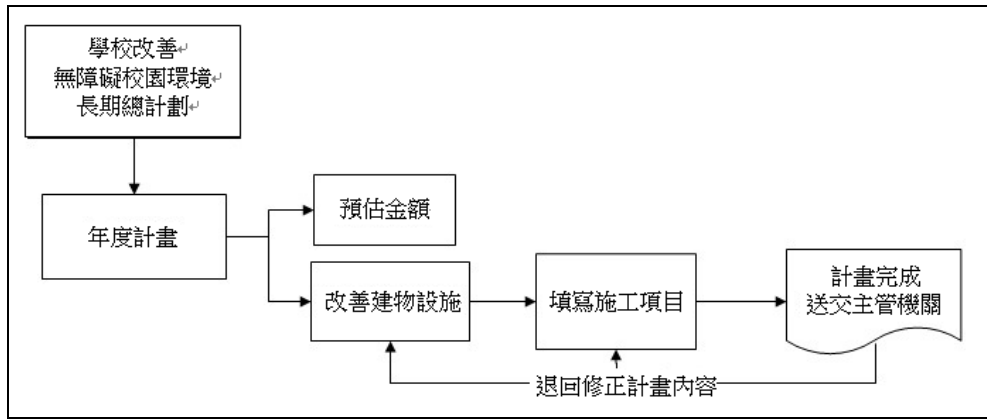 學校改善↵
無障礙校園環境↵
長期總計劃↵
年度計畫
預估金額
改善建物設施
填寫施工項目
計畫完成
送交主管機關
退回修正計畫內容